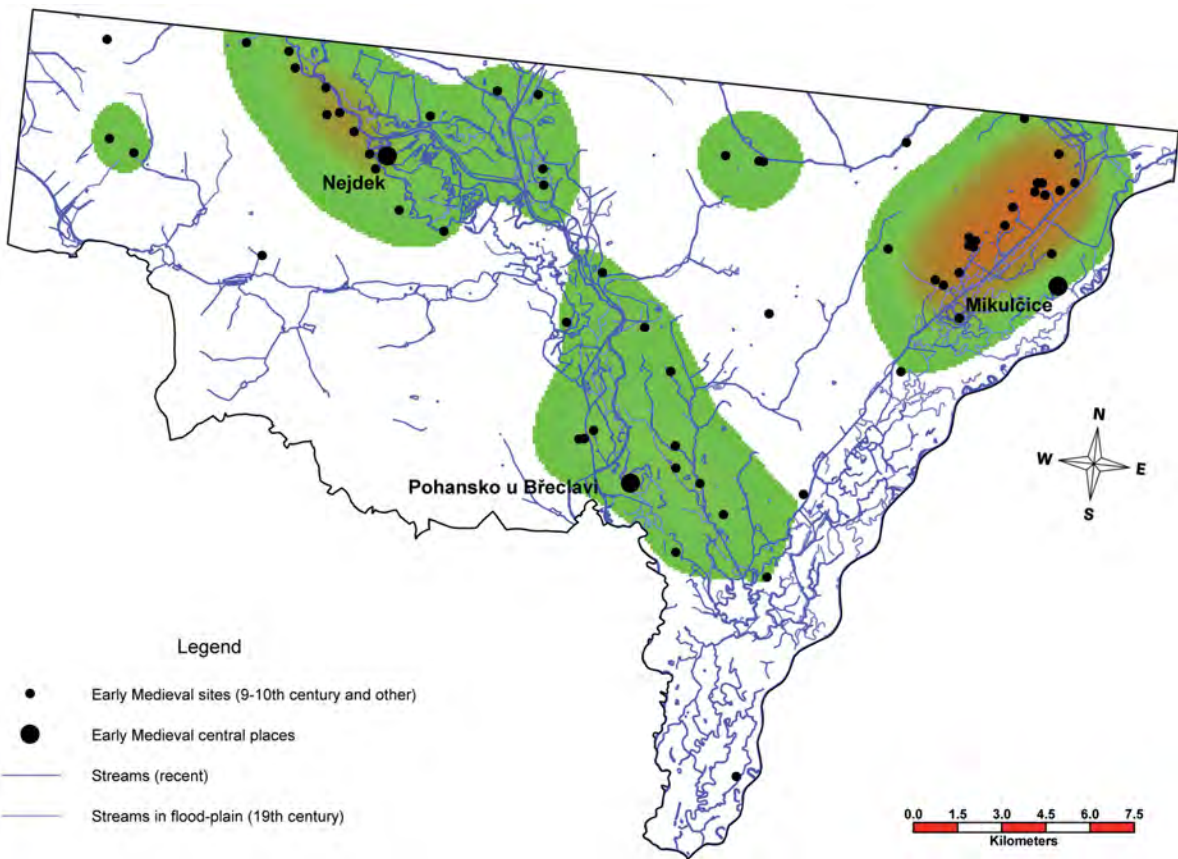 Nejdek
Mikulčice
Pohansko u Břeclavi
N
W E
S
Legend
Early Medieval sites (9-10th century and other)
Early Medieval central places
Streams (recent)
Streams in flood-plain (19th century)
0.0 1.5 3.0 4.5 6.0 7.5
Kilometers